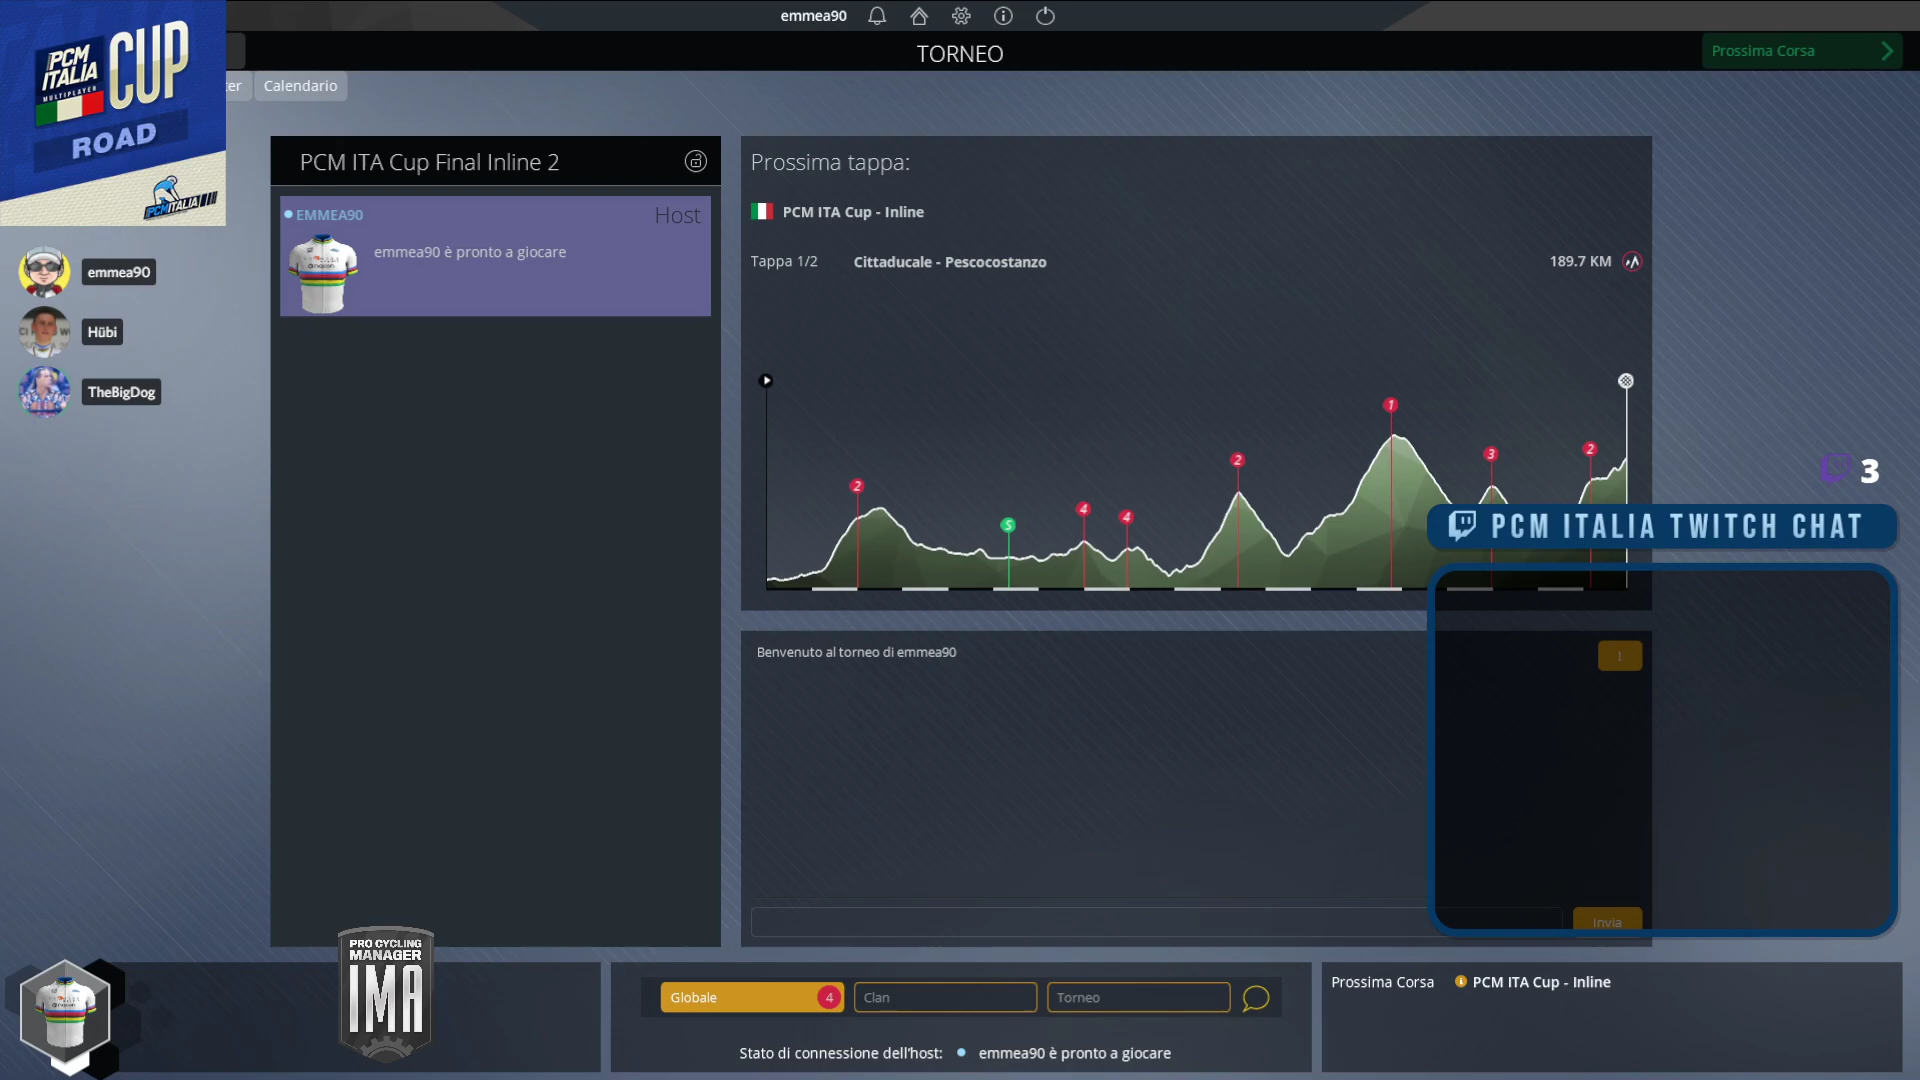 emmea90
TORNEO
Prossima Corsa
PCM
ITALIA
MULTIPLAYER
CUP
ROAD
PCMITALIA
Calendario
PCM ITA Cup Final Inline 2
EMMEA90
Host
emmea90 è pronto a giocare
emmea90
Hübi
TheBigDog
Prossima tappa:
PCM ITA Cup - Inline
Tappa 1/2
Cittaducale - Pescocostanzo
189.7 KM
2
S
4
4
2
1
3
2
3
PCM ITALIA TWITCH CHAT
Benvenuto al torneo di emmea90
!
Invia
PRO CYCLING
MANAGER
IMA
Globale
4
Clan
Torneo
Stato di connessione dell'host:
emmea90 è pronto a giocare
Prossima Corsa
PCM ITA Cup - Inline